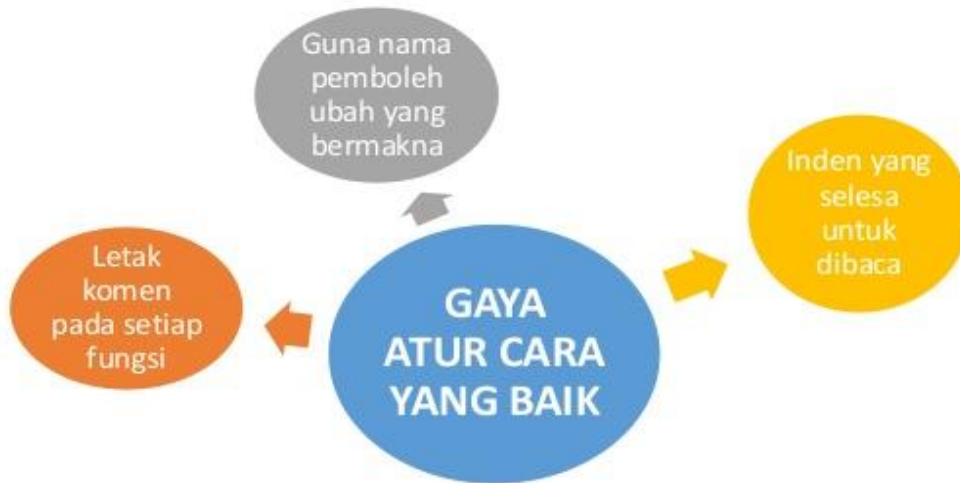 Guna nama
pemboleh
ubah yang
bermakna
Inden yang
selesa
untuk
dibaca
Letak
komen
pada setiap
fungsi
GAYA
ATUR CARA
YANG BAIK